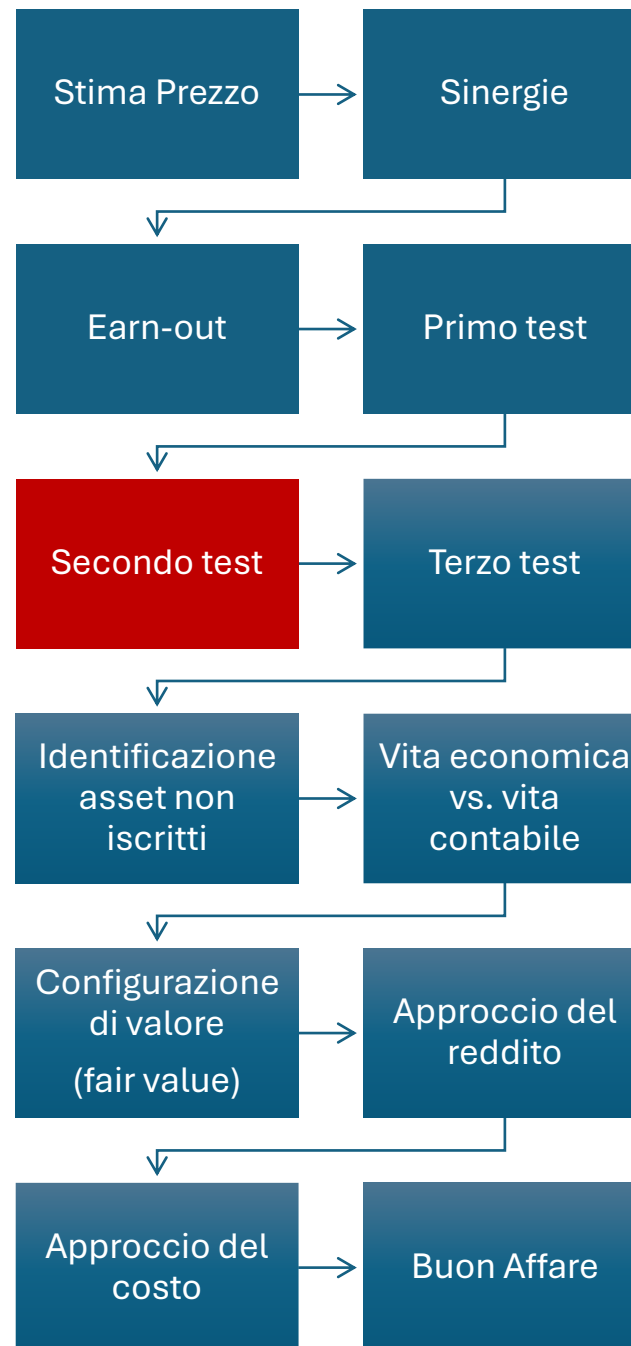 Stima Prezzo
Sinergie
Earn-out
Primo test
Secondo test
Terzo test
Identificazione
asset non
iscritti
Vita economica
vs. vita
contabile
Configurazione
di valore
(fair value)
Approccio del
reddito
Approccio del
costo
Buon Affare